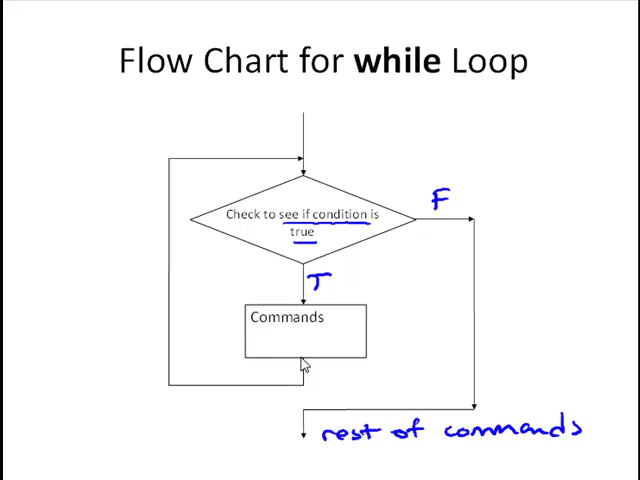 Flow Chart for while Loop
F
Check to see if condition is
true
T
Commands
rest of commands